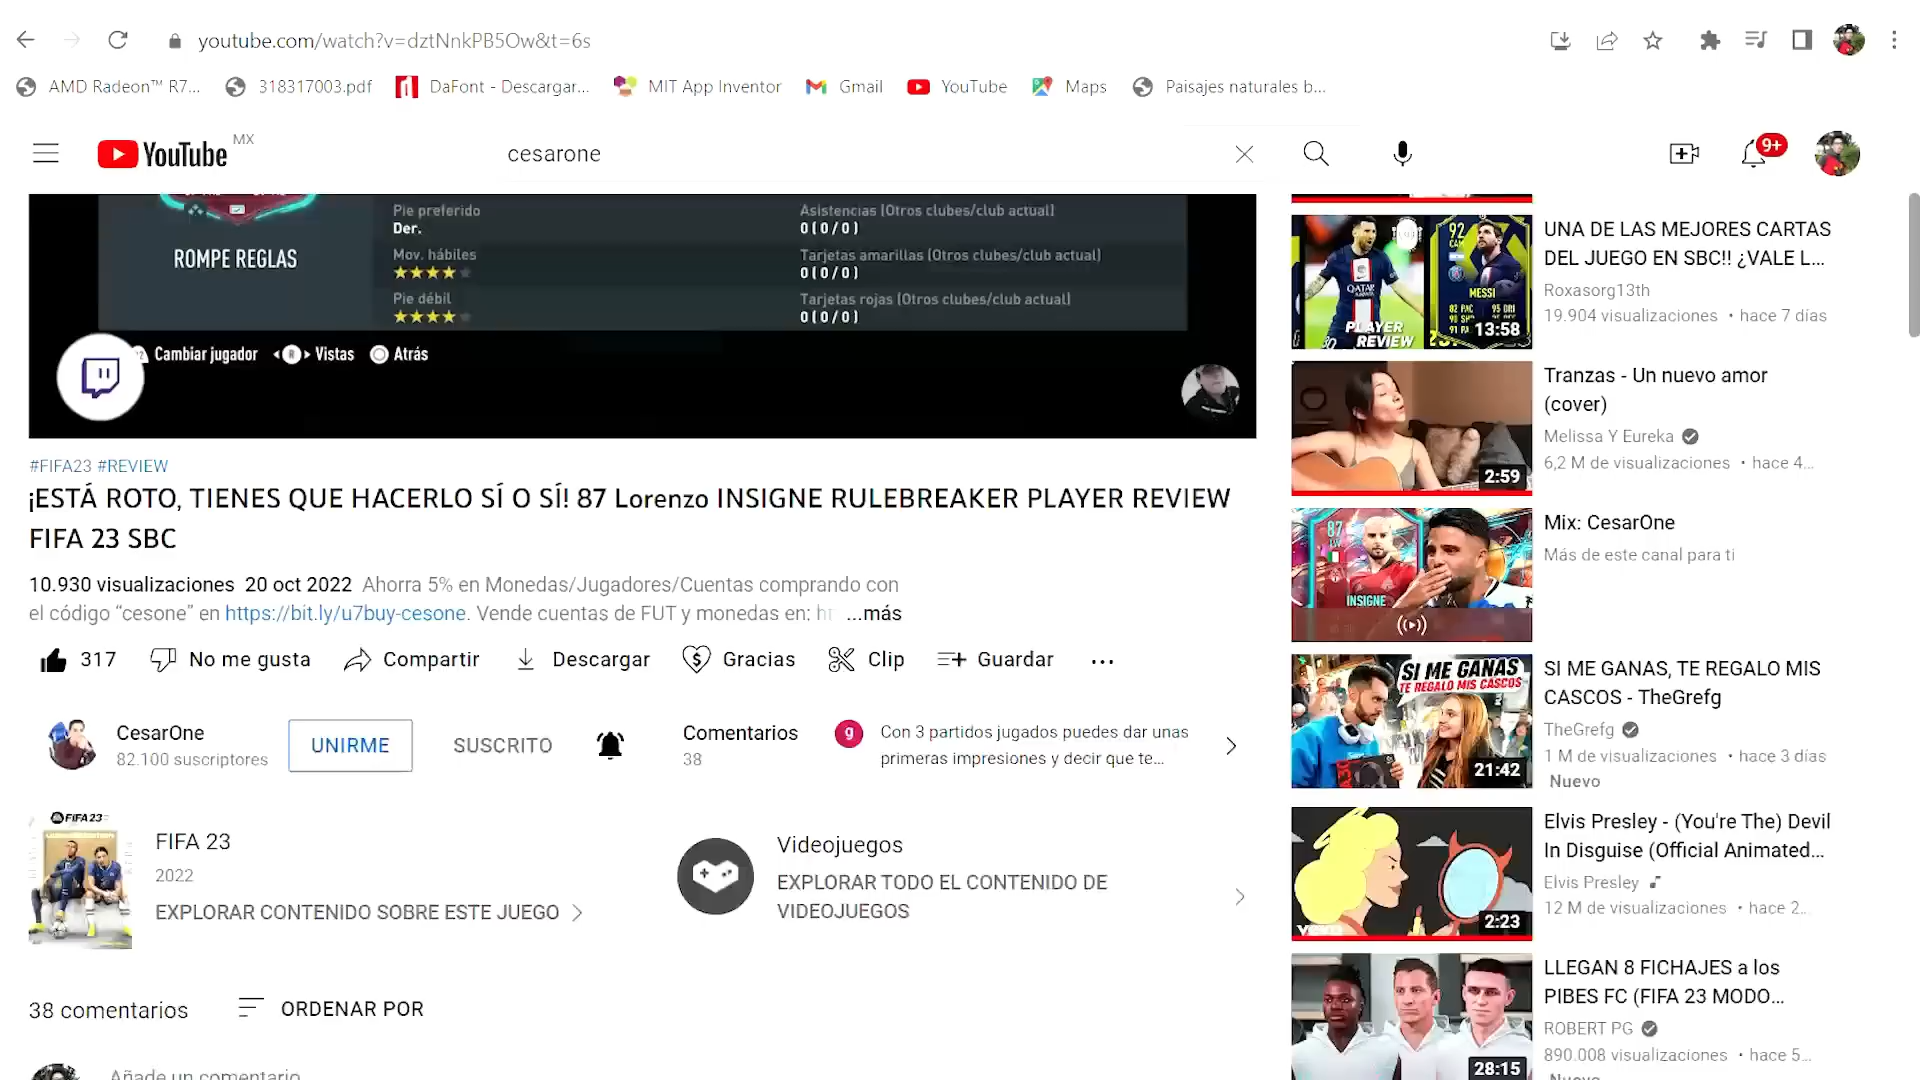 youtube.com/watch?v=dztNnkPB5Ow&t=6s
AMD Radeon™ R7... 318317003.pdf DaFont - Descargar... MIT App Inventor Gmail YouTube Maps Paisajes naturales b...
YouTube MX
cesarone
9+
ROMPE REGLAS
Pie preferido
Der.
Mov. hábiles
Pie débil
Asistencias (Otros clubes/club actual)
0 ( 0 / 0 )
Tarjetas amarillas (Otros clubes/club actual)
0 ( 0 / 0 )
Tarjetas rojas (Otros clubes/club actual)
0 ( 0 / 0 )
Cambiar jugador R Vistas Atrás
#FIFA23 #REVIEW
¡ESTÁ ROTO, TIENES QUE HACERLO SÍ O SÍ! 87 Lorenzo INSIGNE RULEBREAKER PLAYER REVIEW
FIFA 23 SBC
10.930 visualizaciones 20 oct 2022 Ahorra 5% en Monedas/Jugadores/Cuentas comprando con
el código “cesone” en https://bit.ly/u7buy-cesone. Vende cuentas de FUT y monedas en: ...más
317 No me gusta Compartir Descargar Gracias Clip Guardar ...
CesarOne
82.100 suscriptores
UNIRME
SUSCRITO
Comentarios
38
g
Con 3 partidos jugados puedes dar unas
primeras impresiones y decir que te...
FIFA 23
FIFA 23
2022
EXPLORAR CONTENIDO SOBRE ESTE JUEGO
Videojuegos
EXPLORAR TODO EL CONTENIDO DE
VIDEOJUEGOS
38 comentarios
ORDENAR POR
Añade un comentario
92
CAM
MESSI
82 PAC 95 DRI
QATAR
PLAYER
REVIEW
13:58
UNA DE LAS MEJORES CARTAS
DEL JUEGO EN SBC!! ¿VALE L...
Roxasorg13th
19.904 visualizaciones • hace 7 días
2:59
Tranzas - Un nuevo amor
(cover)
Melissa Y Eureka
6,2 M de visualizaciones • hace 4...
87
INSIGNE
Mix: CesarOne
Más de este canal para ti
SI ME GANAS
TE REGALO MIS CASCOS
21:42
SI ME GANAS, TE REGALO MIS
CASCOS - TheGrefg
TheGrefg
1 M de visualizaciones • hace 3 días
Nuevo
vevo
2:23
Elvis Presley - (You're The) Devil
In Disguise (Official Animated...
Elvis Presley
12 M de visualizaciones • hace 2...
28:15
LLEGAN 8 FICHAJES a los
PIBES FC (FIFA 23 MODO...
ROBERT PG
890.008 visualizaciones • hace 5...
Nuevo